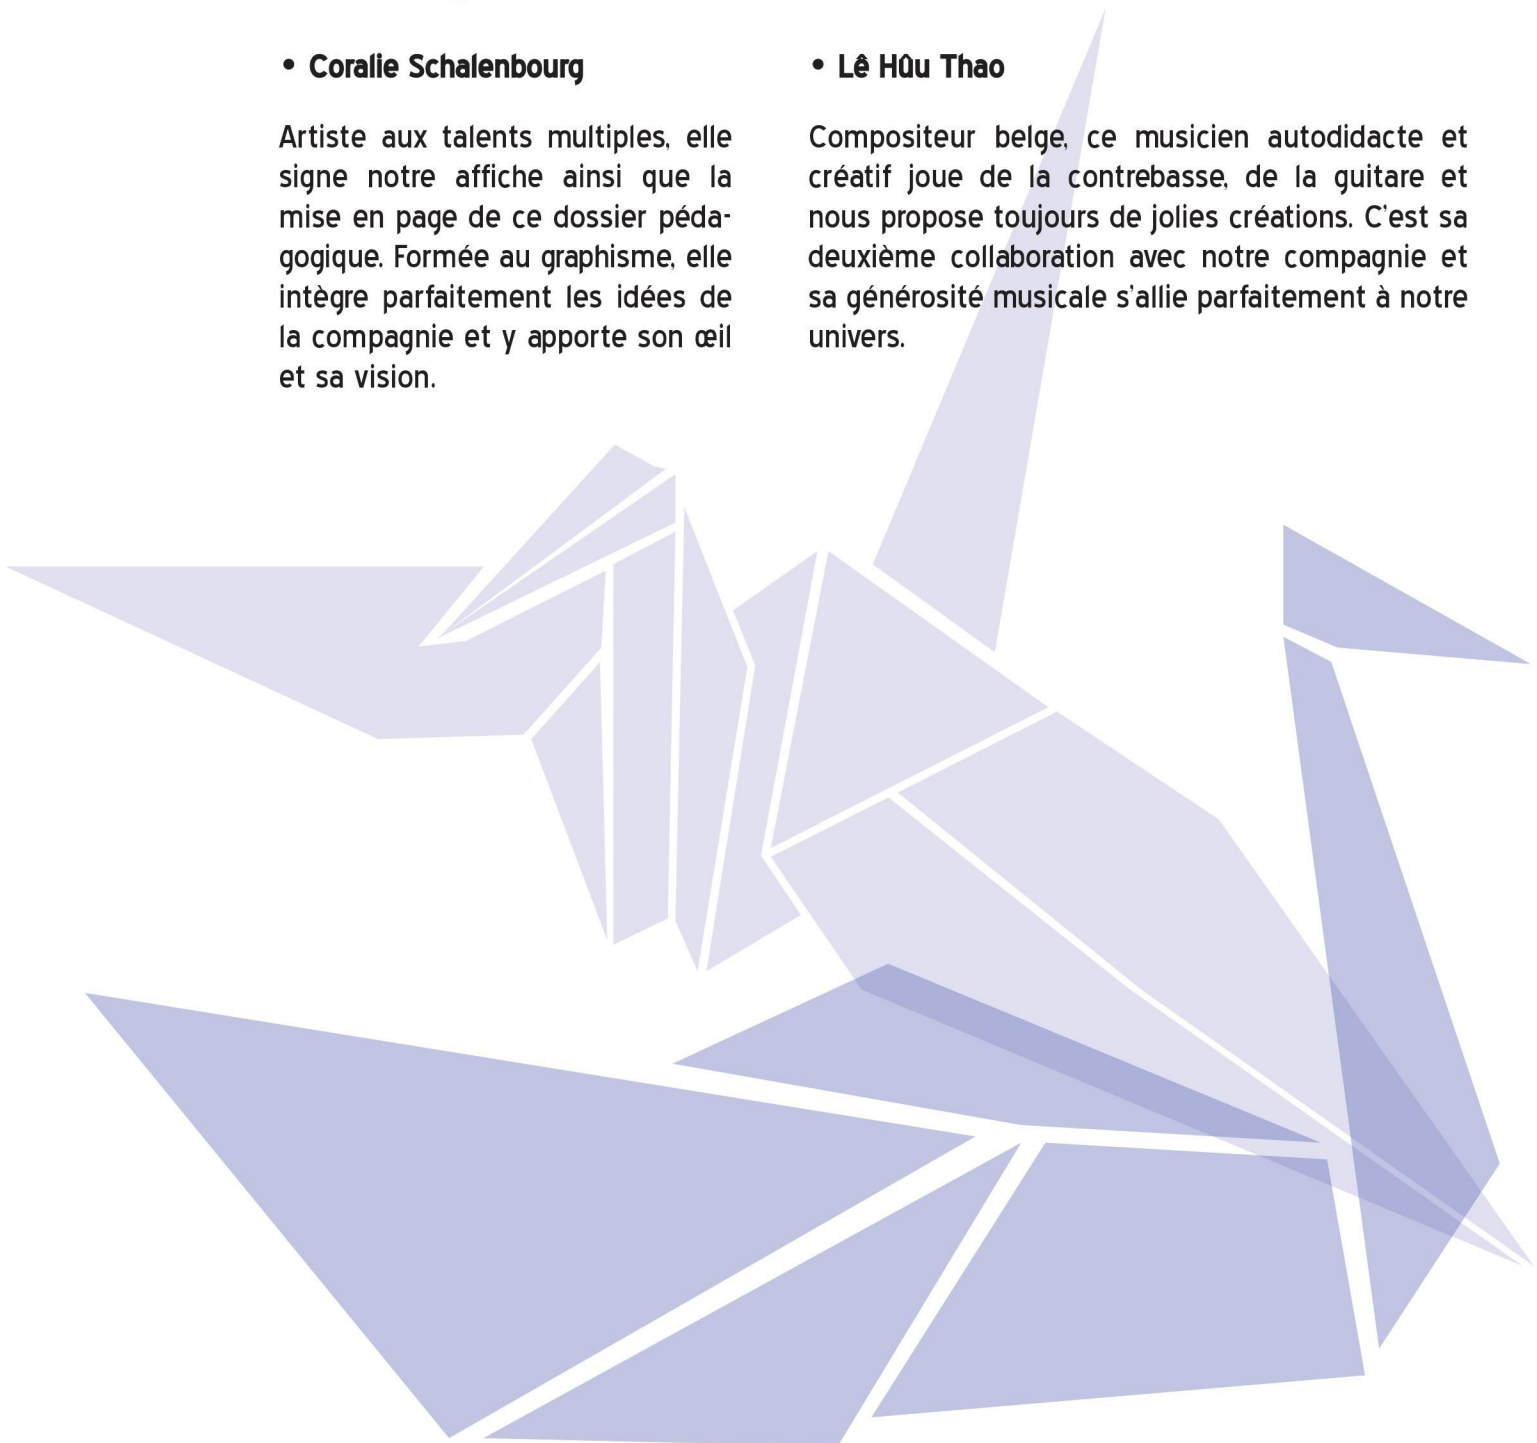 • Coralie Schalenbourg
Artiste aux talents multiples, elle
signe notre affiche ainsi que la
mise en page de ce dossier péda-
gogique. Formée au graphisme, elle
intègre parfaitement les idées de
la compagnie et y apporte son œil
et sa vision.
• Lê Hûu Thao
Compositeur belge, ce musicien autodidacte et
créatif joue de la contrebasse, de la guitare et
nous propose toujours de jolies créations. C'est sa
deuxième collaboration avec notre compagnie et
sa générosité musicale s'allie parfaitement à notre
univers.